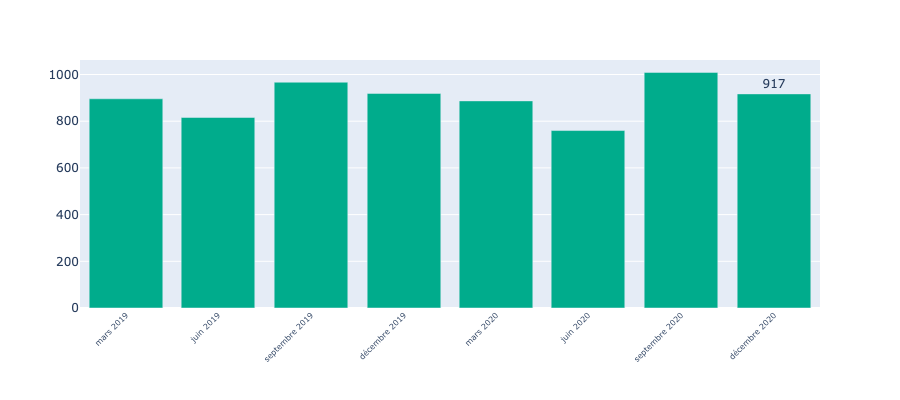 1000
800
600
400
200
0
917
mars 2019
juin 2019
septembre 2019
décembre 2019
mars 2020
juin 2020
septembre 2020
décembre 2020